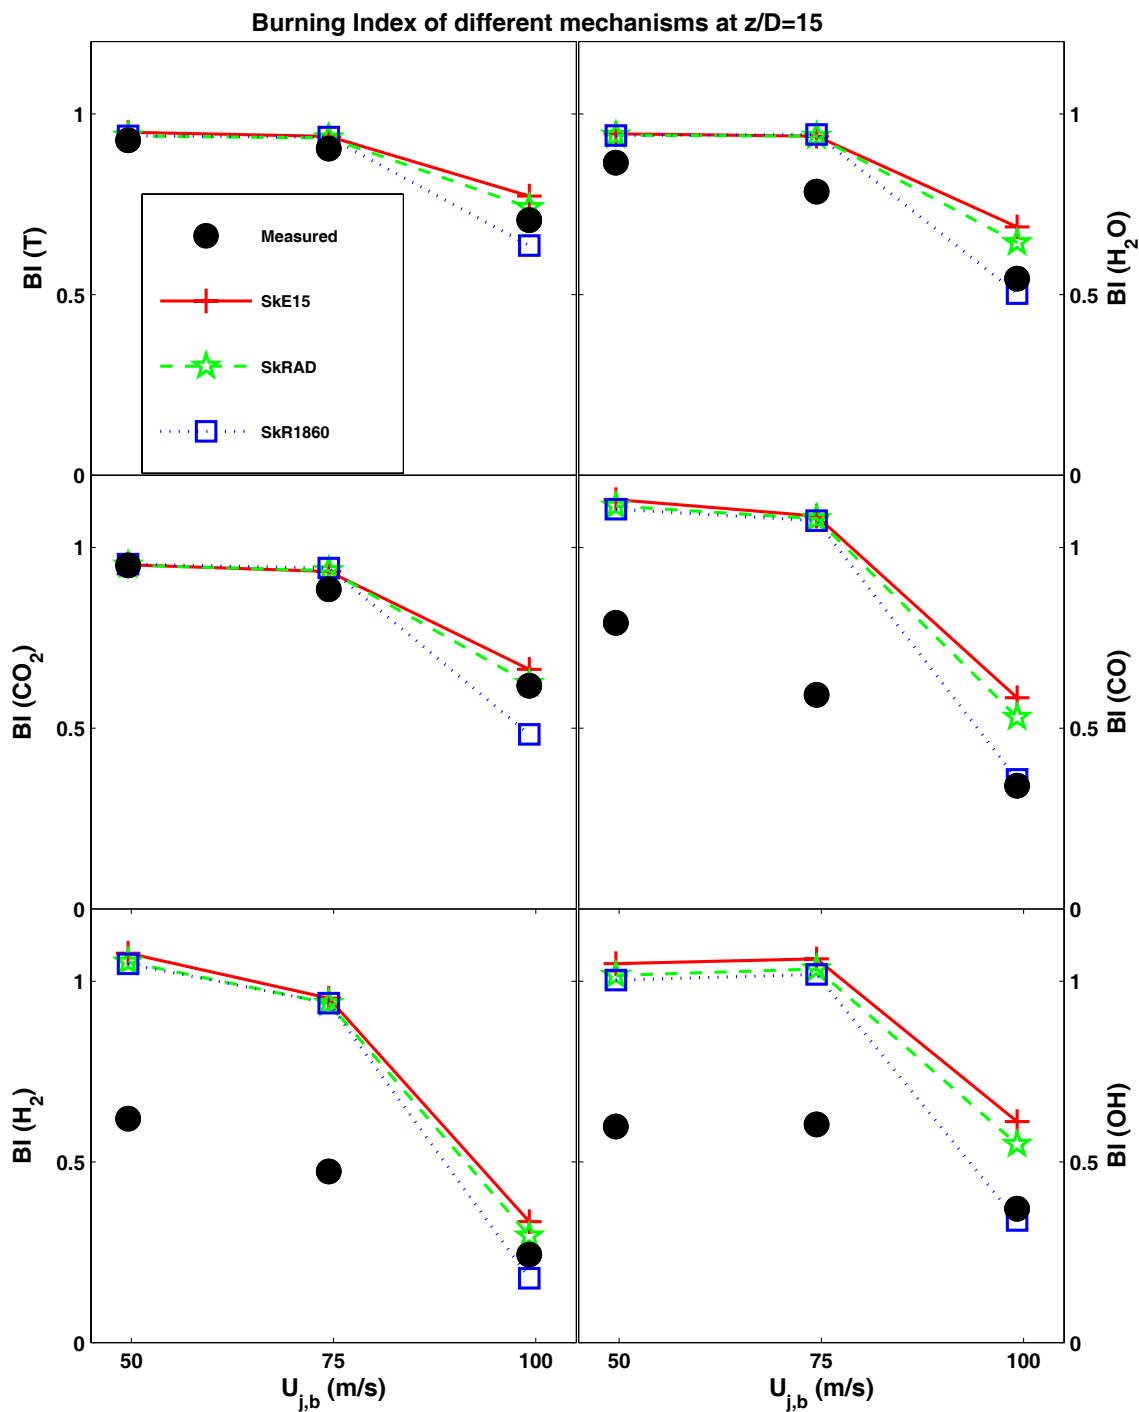 Burning Index of different mechanisms at z/D=15
1
0.5
0
BI (T)
Measured
SkE15
SkRAD
SkR1860
1
0.5
0
BI (H2O)
1
0.5
0
BI (CO2)
1
0.5
0
BI (CO)
1
0.5
0
BI (H2)
1
0.5
0
BI (OH)
50 75 100
Uj,b (m/s)
50 75 100
Uj,b (m/s)